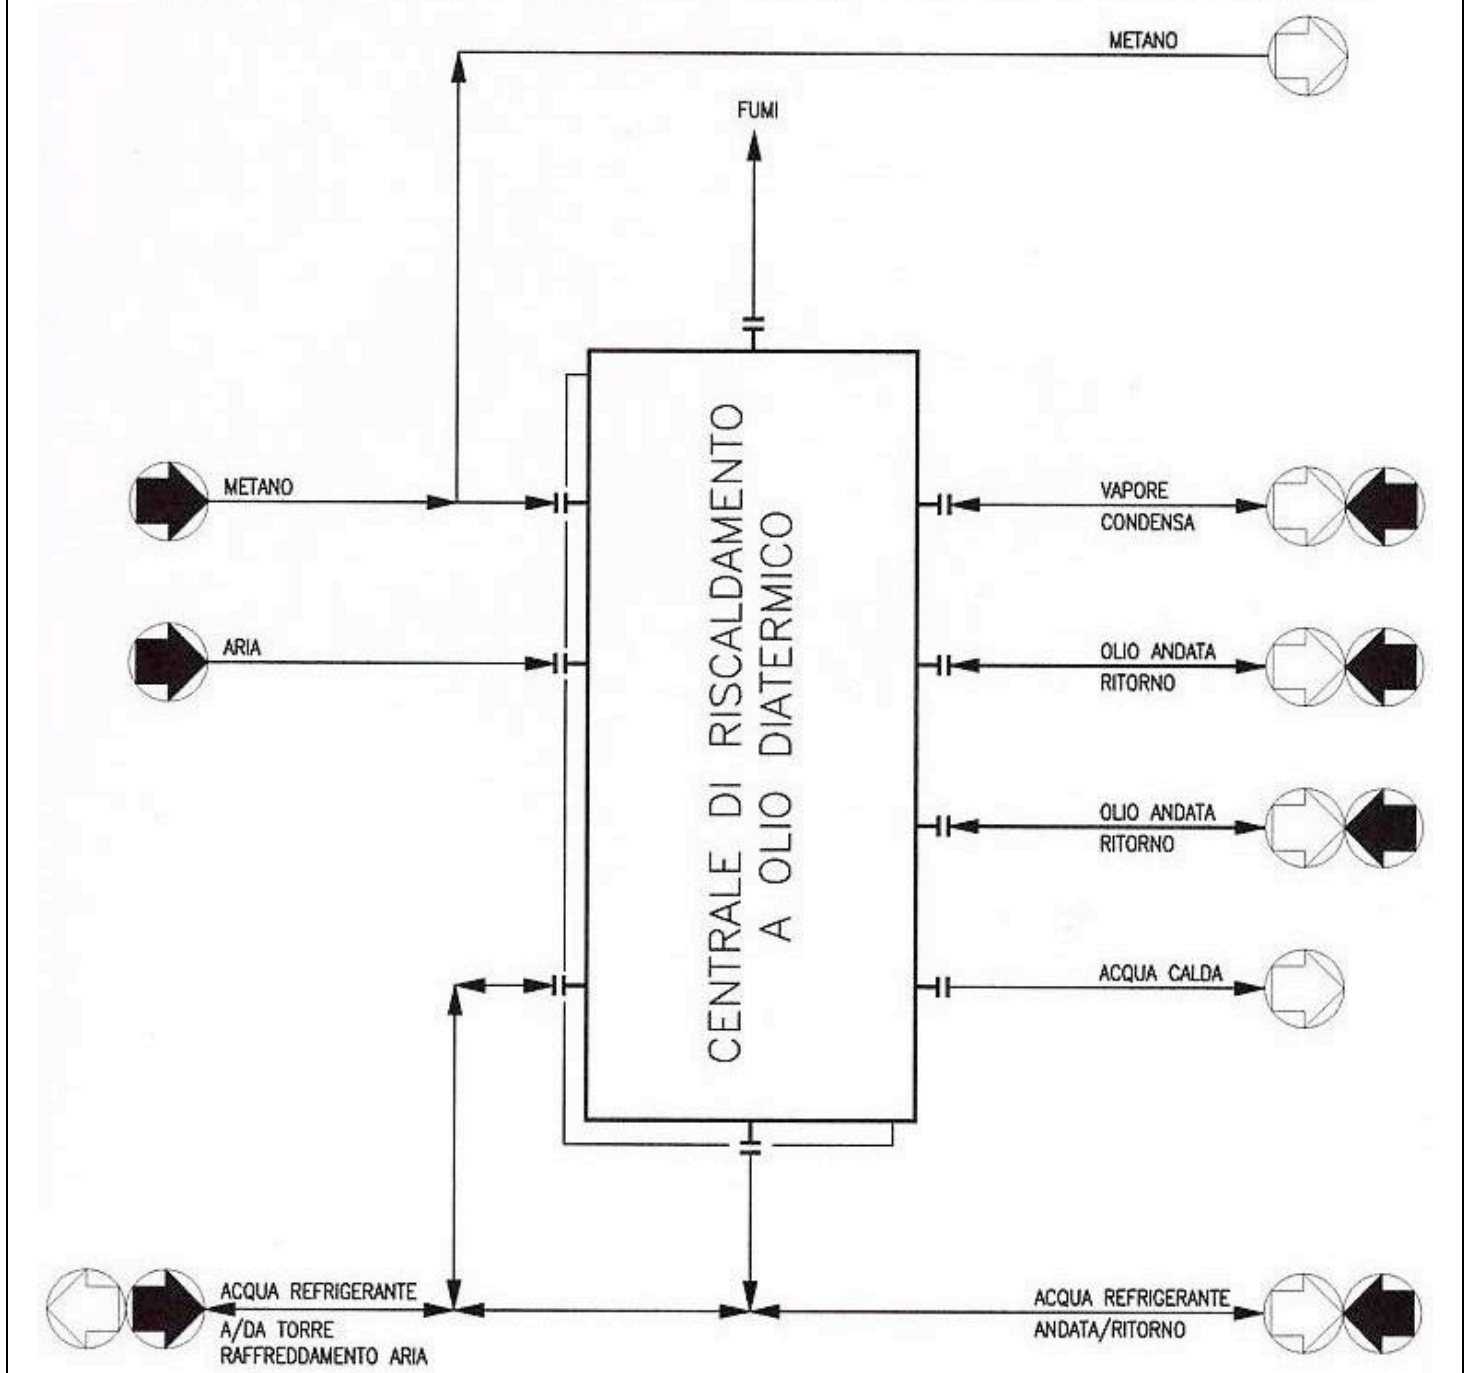 METANO
FUMI
METANO
VAPORE
CONDENSA
ARIA
OLIO ANDATA
RITORNO
CENTRALE DI RISCALDAMENTO
A OLIO DIATERMICO
OLIO ANDATA
RITORNO
ACQUA CALDA
ACQUA REFRIGERANTE
A/DA TORRE
RAFFREDDAMENTO ARIA
ACQUA REFRIGERANTE
ANDATA/RITORNO